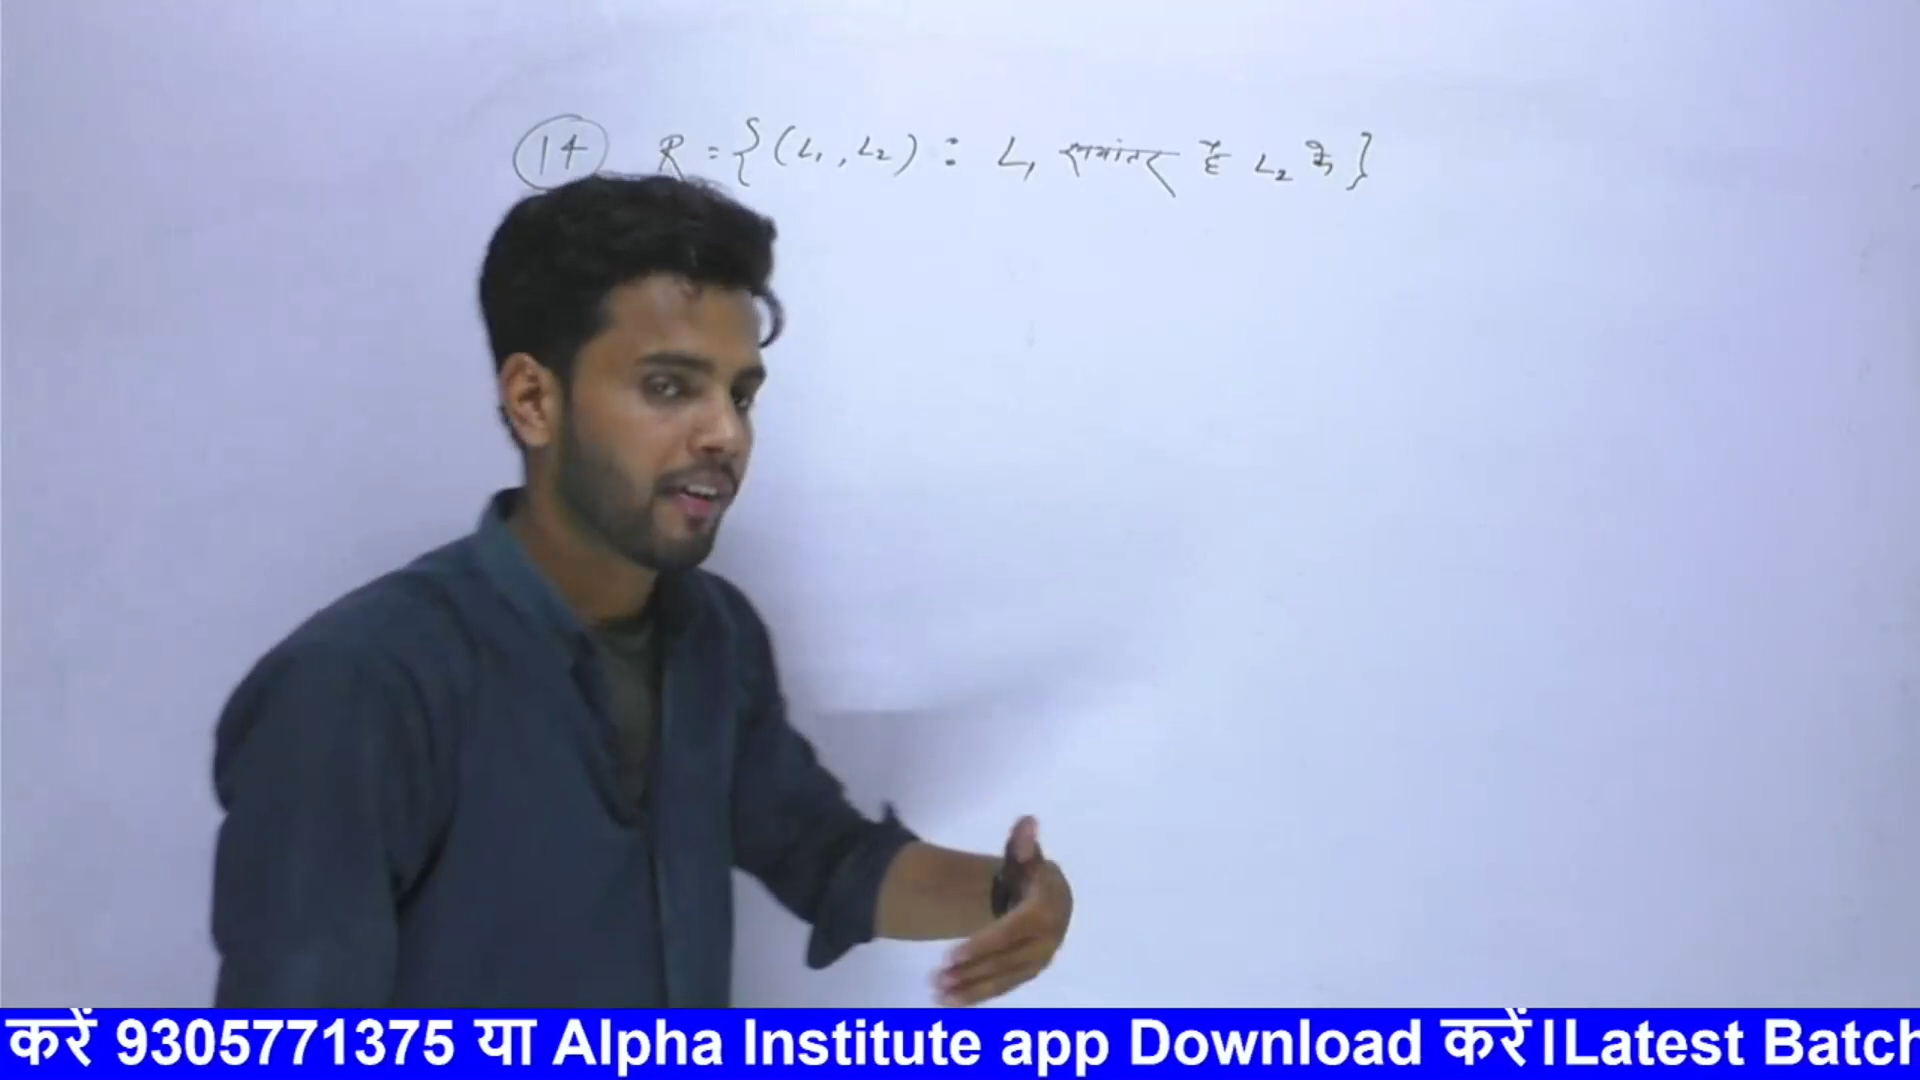 14 R = {(L₁, L₂) : L₁ समांतर है L₂ के}
करें 9305771375 या Alpha Institute app Download करें।Latest Batch